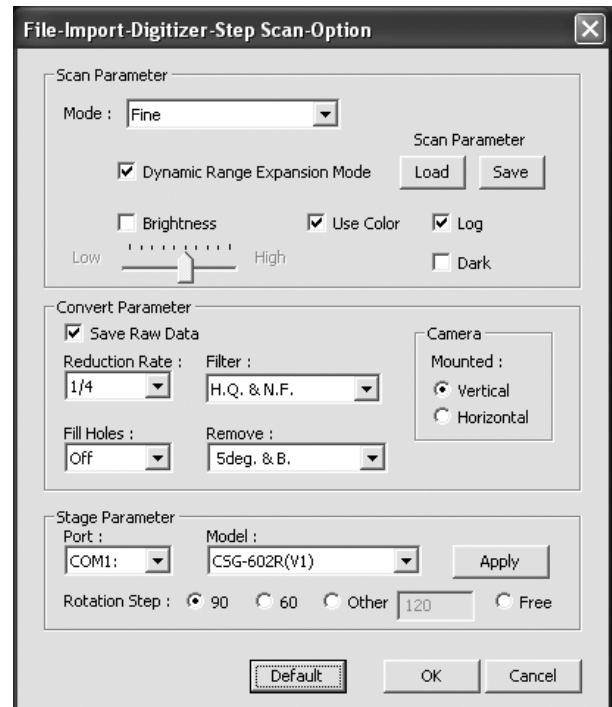 File-Import-Digitizer-Step Scan-Option
Scan Parameter
Mode : Fine
Scan Parameter
Dynamic Range Expansion Mode Load Save
Brightness Use Color Log
Low High Dark
Convert Parameter
Save Raw Data
Camera
Reduction Rate : Filter : Mounted :
1/4 H.Q. & N.F. Vertical
Horizontal
Fill Holes : Remove :
Off 5deg. & B.
Stage Parameter
Port : Model :
COM1: CSG-602R(V1) Apply
Rotation Step : 90 60 Other 120 Free
Default OK Cancel